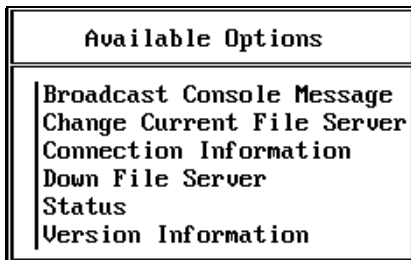 Available Options
Broadcast Console Message
Change Current File Server
Connection Information
Down File Server
Status
Version Information